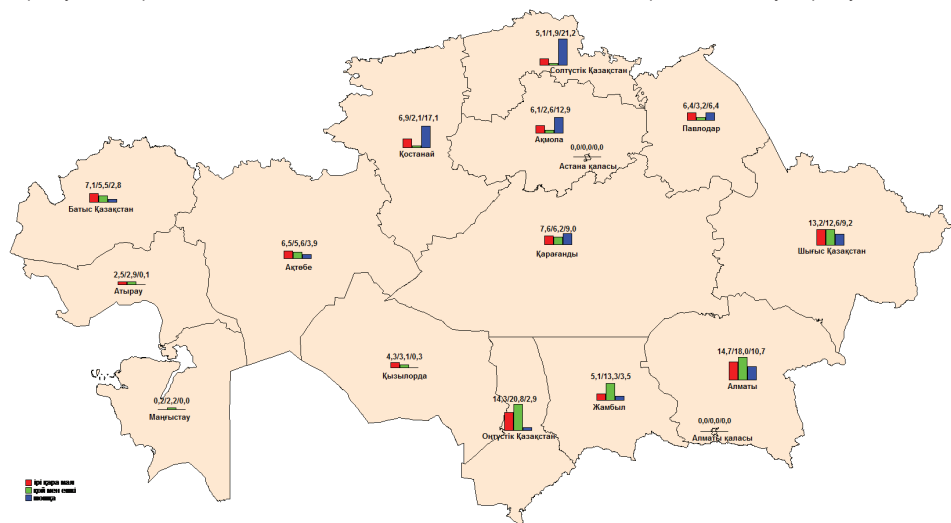 5,1/1,9/21,2
Солтүстік Қазақстан
6,9/2,1/17,1
Қостанай
6,1/2,6/12,9
Ақмола
0,0/0,0/0,0
Астана қаласы
6,4/3,2/6,4
Павлодар
7,1/5,5/2,8
Батыс Қазақстан
6,5/5,6/3,9
Ақтөбе
7,6/6,2/9,0
Қарағанды
13,2/12,6/9,2
Шығыс Қазақстан
2,5/2,9/0,1
Атырау
4,3/3,1/0,3
Қызылорда
0,2/2,2/0,0
Маңғыстау
14,3/20,8/2,9
Оңтүстік Қазақстан
5,1/13,3/3,5
Жамбыл
14,7/18,0/10,7
Алматы
0,0/0,0/0,0
Алматы қаласы
ірі қара мал
қой мен ешкі
шошқа